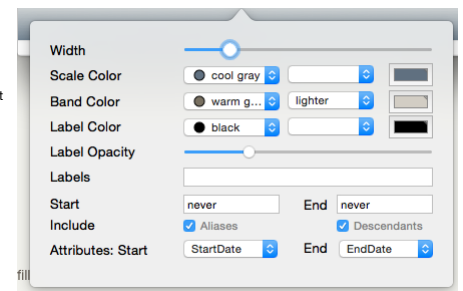 Width
Scale Color cool gray
Band Color warm g... lighter
Label Color black
Label Opacity
Labels
Start never End never
Include Aliases Descendants
Attributes: Start StartDate End EndDate
t
fill